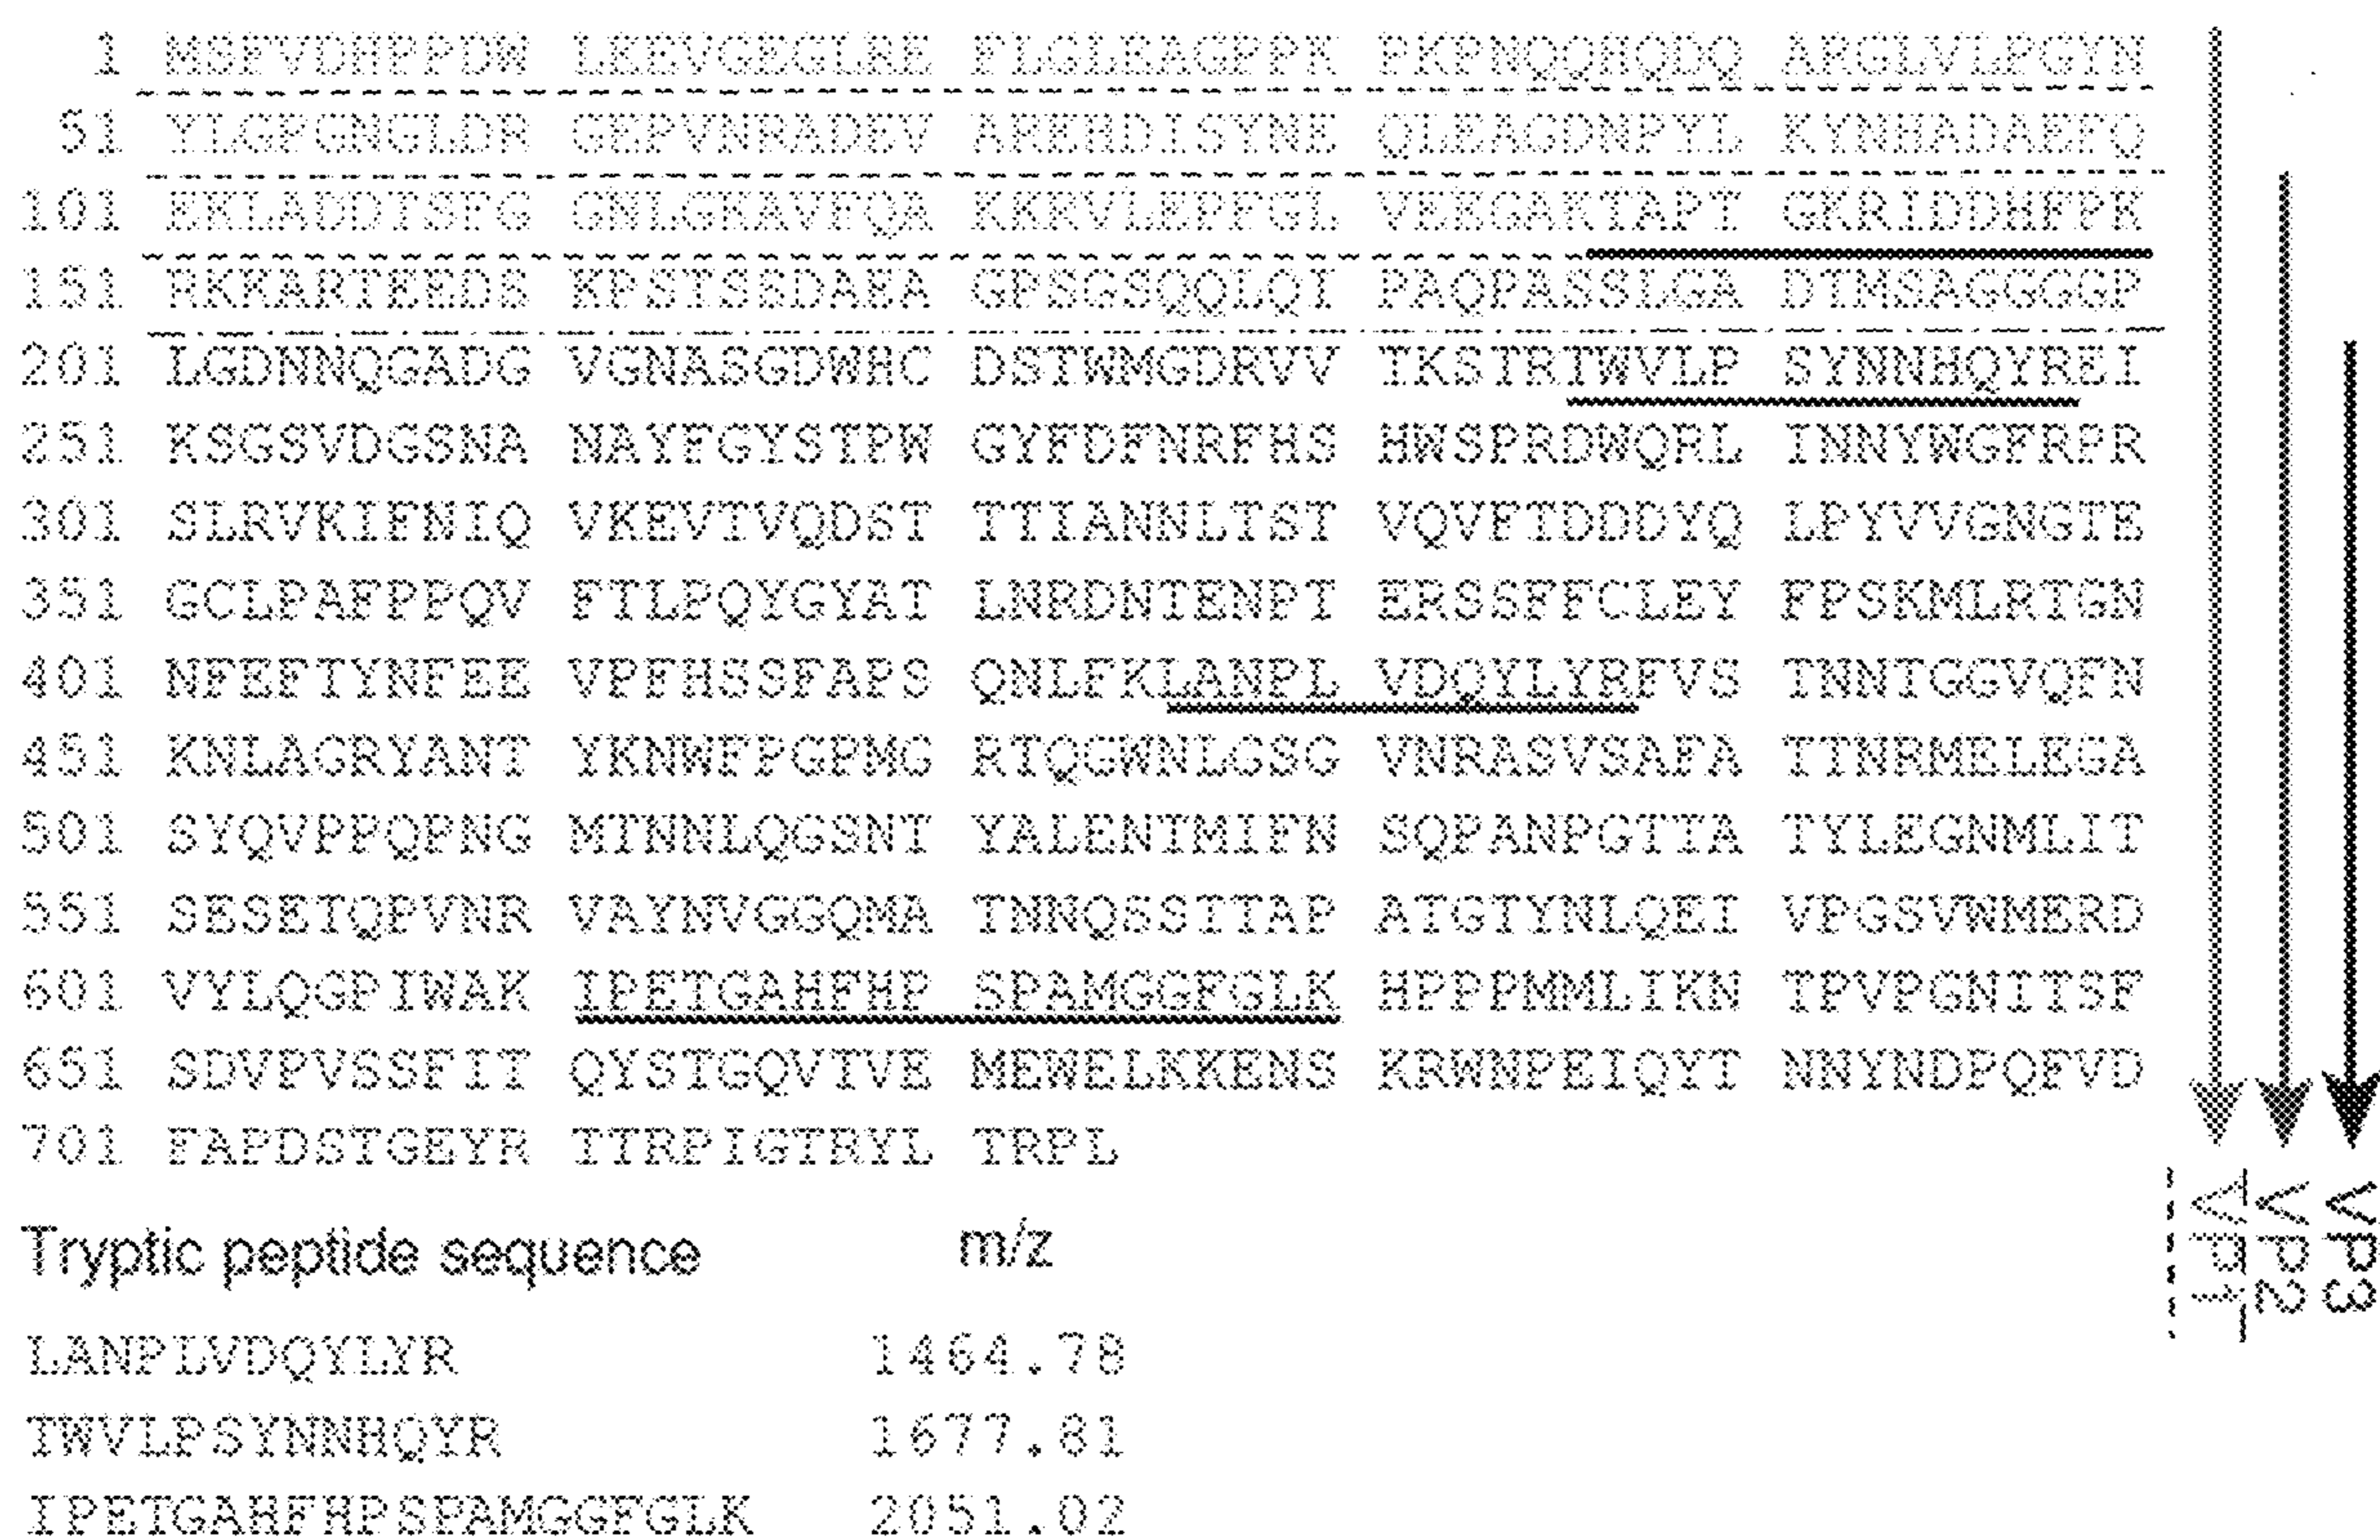 1 MSFVDHPPDW LKEVGEGLRE FLGLEAGPPK PKPNQQHQDQ ARGLVLPGYN
51 YLGPGNGLDR GEPVNRADEV AREHDISYNE QLEAGDNPYL KYNHADAEFQ
101 EKLADDTSFG GNLGKAVFQA KKRVLEPFGL VEEGAKTAPT GKRIDDHFPK
151 RKKARTEEDS KPSTSSDAEA GPSGSQQLQI PAQPASSLGA DTMSAGGGGP
201 LGDNNQGADG VGNASGDWHC DSTWMGDRVV TKSTRTWVLP SYNNHQYREI
251 KSGSVDGSNA NAYFGYSTPW GYFDFNRFHS HWSPRDWQRL INNYWGFRPR
301 SLRVKIFNIQ VKEVTVQDST TTIANNLTST VQVFTDDDYQ LPYVVGNGTE
351 GCLPAFPPQV FTLPQYGYAT LNRDNTENPT ERSSFFCLEY FPSKMLRTGN
401 NFEFTYNFEE VPFHSSFAPS QNLFKLANPL VDQYLYRFVS TNNTGGVQFN
451 KNLAGRYANT YKNWFPGPMG RTQGWNLGSG VNRASVSAFA TTNRMELEGA
501 SYQVPPQPNG MTNNLQGSNT YALENTMIFN SQPANPGTTA TYLEGNMLIT
551 SESETQPVNR VAYNVGGQMA TNNQSSTTAP ATGTYNLQEI VPGSVWMERD
601 VYLQGPIWAK IPETGAHFHP SPAMGGFGLK HPPPMMLIKN TPVPGNITSF
651 SDVPVSSFIT QYSTGQVTVE MEWELKKENS KRWNPEIQYT NNYNDPQFVD
701 FAPDSTGEYR TTRPIGTRYL TRPL
VP1
VP2
VP3
Tryptic peptide sequence m/z
LANPLVDQYLYR 1464.78
TWVLPSYNNHQYR 1677.81
IPETGAHFHPSPAMGGFGLK 2051.02